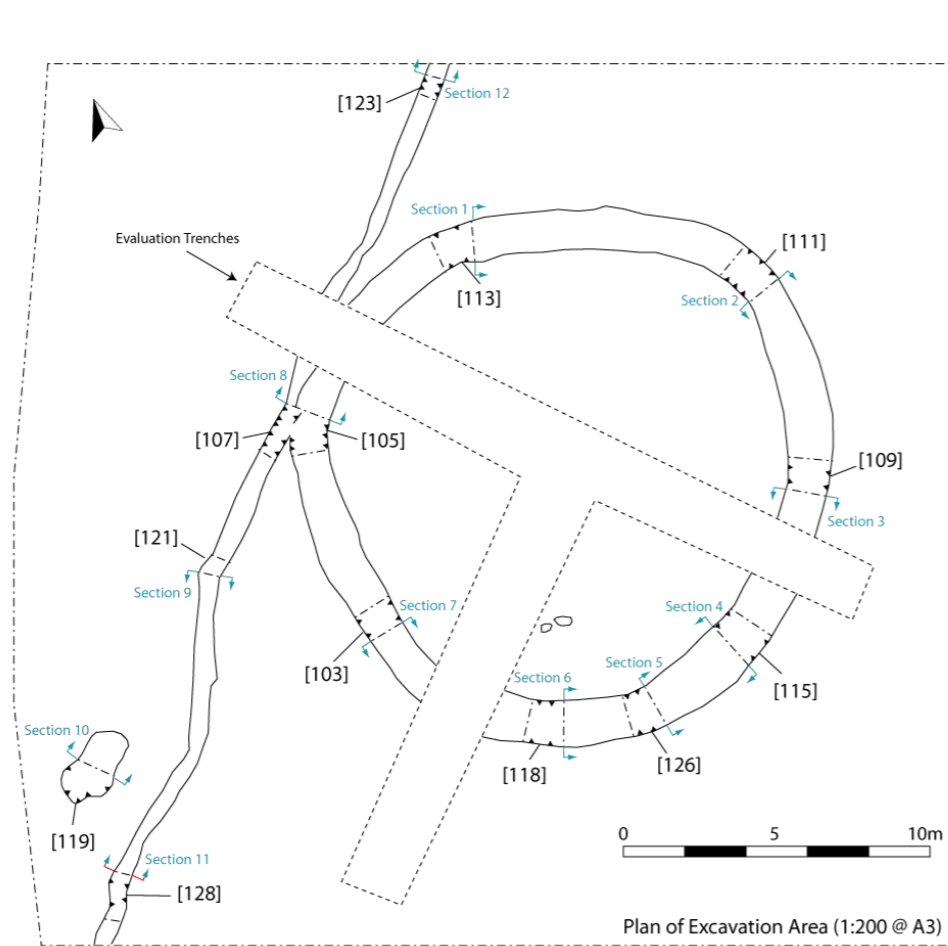 [123]
Section 12
Section 1
[113]
[111]
Section 2
Evaluation Trenches
Section 8
[107]
[105]
[109]
Section 3
[121]
Section 9
Section 7
[103]
Section 4
[115]
Section 5
Section 6
[118]
[126]
Section 10
[119]
Section 11
[128]
0 5 10m
Plan of Excavation Area (1:200 @ A3)